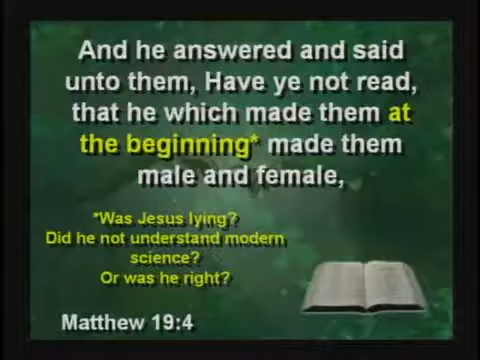 And he answered and said
unto them, Have ye not read,
that he which made them at
the beginning* made them
male and female,
*Was Jesus lying?
Did he not understand modern
science?
Or was he right?
Matthew 19:4